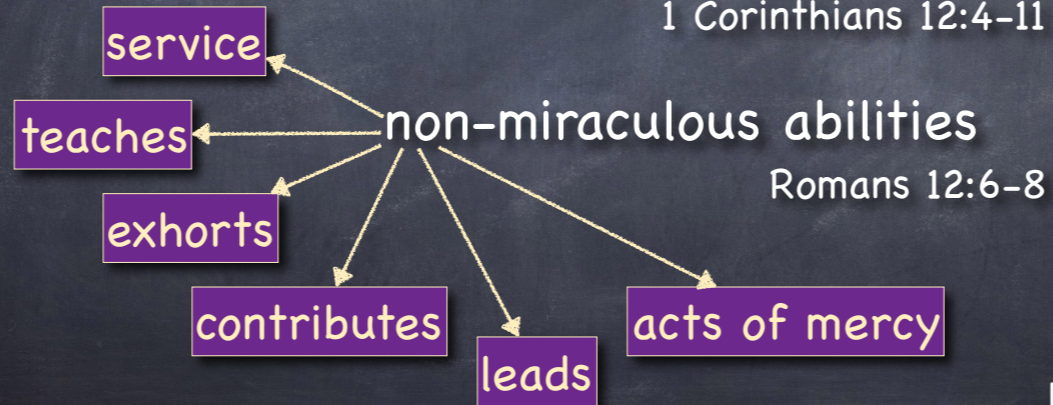 1 Corinthians 12:4-11
service
teaches
non-miraculous abilities
Romans 12:6-8
exhorts
contributes
acts of mercy
leads